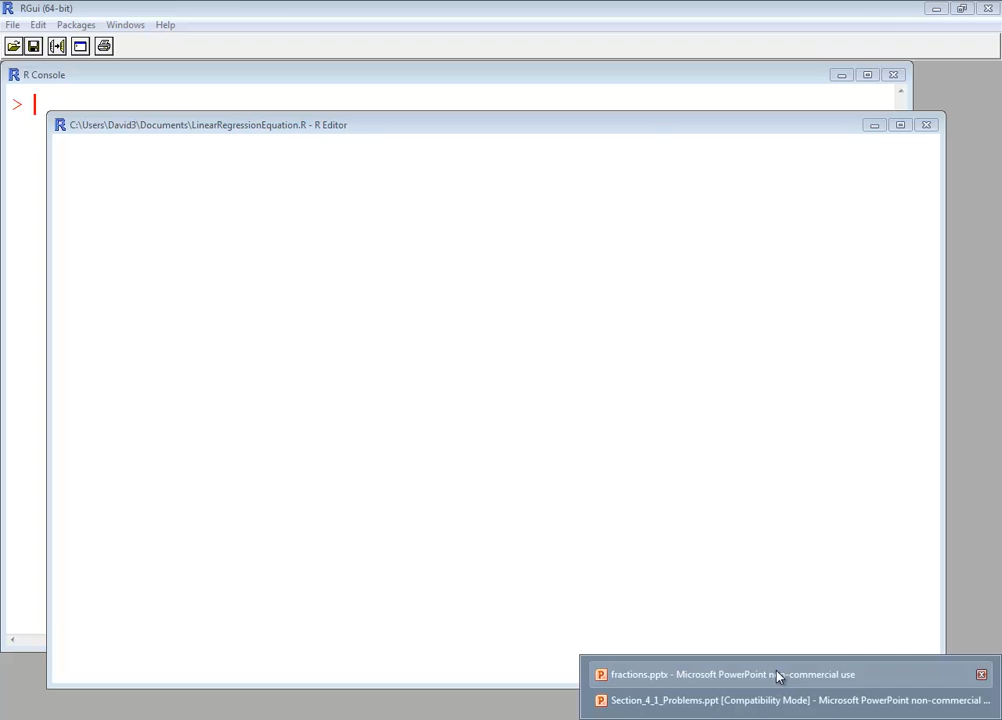 RGui (64-bit)
File Edit Packages Windows Help
R Console
>
C:\Users\David3\Documents\LinearRegressionEquation.R - R Editor
fractions.pptx - Microsoft PowerPoint non-commercial use
Section_4_1_Problems.ppt [Compatibility Mode] - Microsoft PowerPoint non-commercial ...